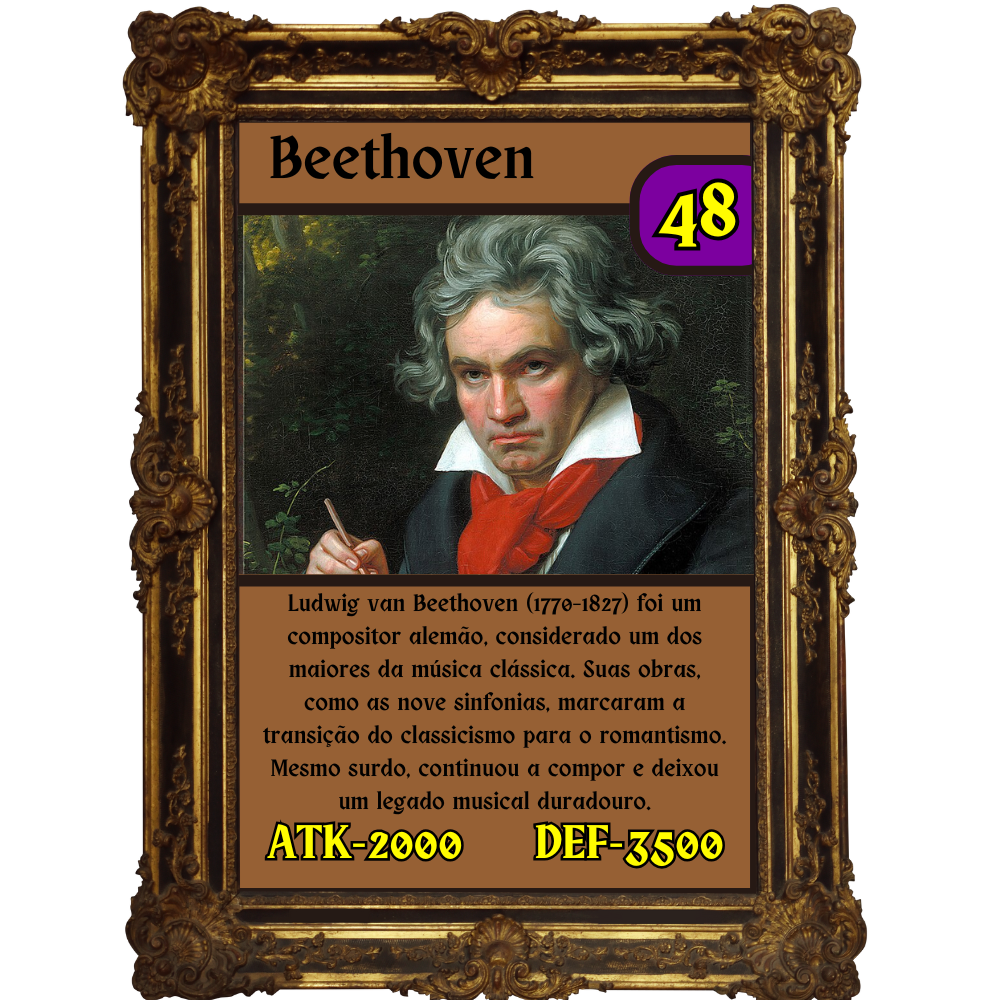 Beethoven
48
Ludwig van Beethoven (1770-1827) foi um
compositor alemão, considerado um dos
maiores da música clássica. Suas obras,
como as nove sinfonias, marcaram a
transição do classicismo para o romantismo.
Mesmo surdo, continuou a compor e deixou
um legado musical duradouro.
ATK-2000 DEF-3500